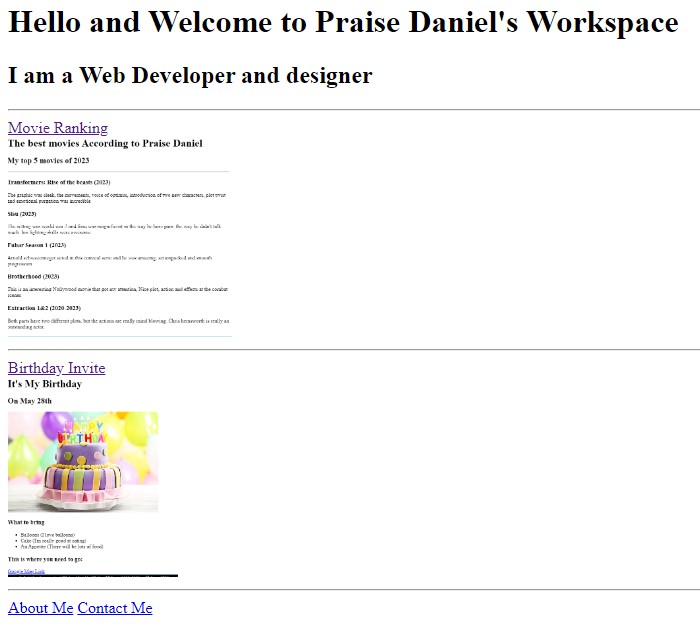 Hello and Welcome to Praise Daniel's Workspace
I am a Web Developer and designer
Movie Ranking
The best movies According to Praise Daniel
My top 5 movies of 2023
Transformers: Rise of the beasts (2023)
The graphic was sleek, the movements, voice of optimus, introduction of two new characters, plot twist
and emotional purgation was incredible
Sisu (2023)
The setting was world war 2 and Sisu was magnificent in the way he bore pain. the way he didn't talk
much. his fighting skills were awesome
Fubar Season 1 (2023)
Arnold schwarzenegger acted in this comical serie and he was amazing. set unpacked and smooth
progression
Brotherhood (2023)
This is an interesting Nollywood movie that got my attention, Nice plot, action and effects at the combat
scenes
Extraction 1&2 (2020-2023)
Both parts have two different plots, but the actions are really mind blowing. Chris hemsworth is really an
outstanding actor.
Birthday Invite
It's My Birthday
On May 28th
HAPPY
BIRTHDAY
What to bring
Balloons (I love balloons)
Cake (I'm really good at eating)
An Appetite (There will be lots of food)
This is where you need to go:
Google Map Link
About Me Contact Me